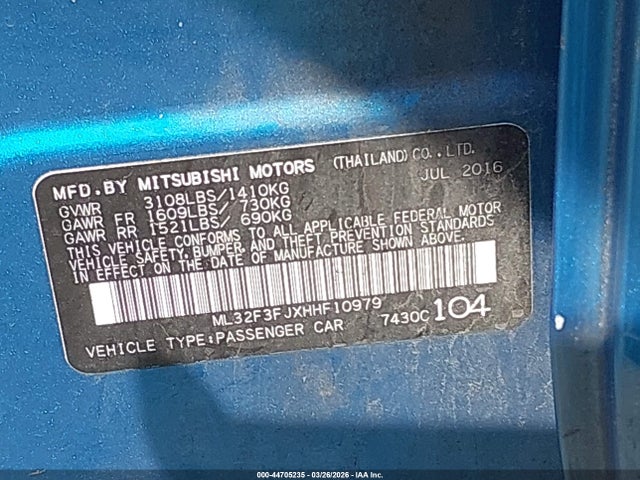 MFD.BY MITSUBISHI MOTORS (THAILAND) CO.,LTD.
GVWR 3108LBS/1410KG JUL 2016
GAWR FR 1609LBS/ 730KG
GAWR RR 1521LBS/ 690KG
THIS VEHICLE CONFORMS TO ALL APPLICABLE FEDERAL MOTOR
VEHICLE SAFETY, BUMPER, AND THEFT PREVENTION STANDARDS
IN EFFECT ON THE DATE OF MANUFACTURE SHOWN ABOVE.
ML32F3FJXHHF10979
VEHICLE TYPE:PASSENGER CAR 7430C 104
000-44705235 - 03/26/2026 - IAA Inc.